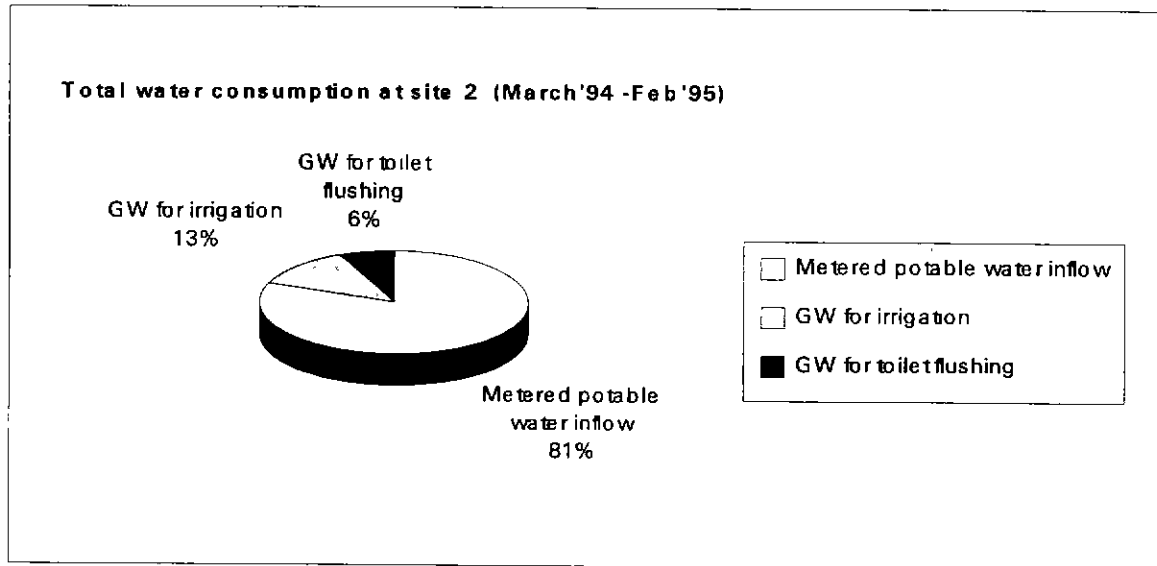 Total water consumption at site 2 (March'94 -Feb'95)
GW for toilet
flushing
6%
GW for irrigation
13%
Metered potable
water inflow
81%
Metered potable water inflow
GW for irrigation
GW for toilet flushing